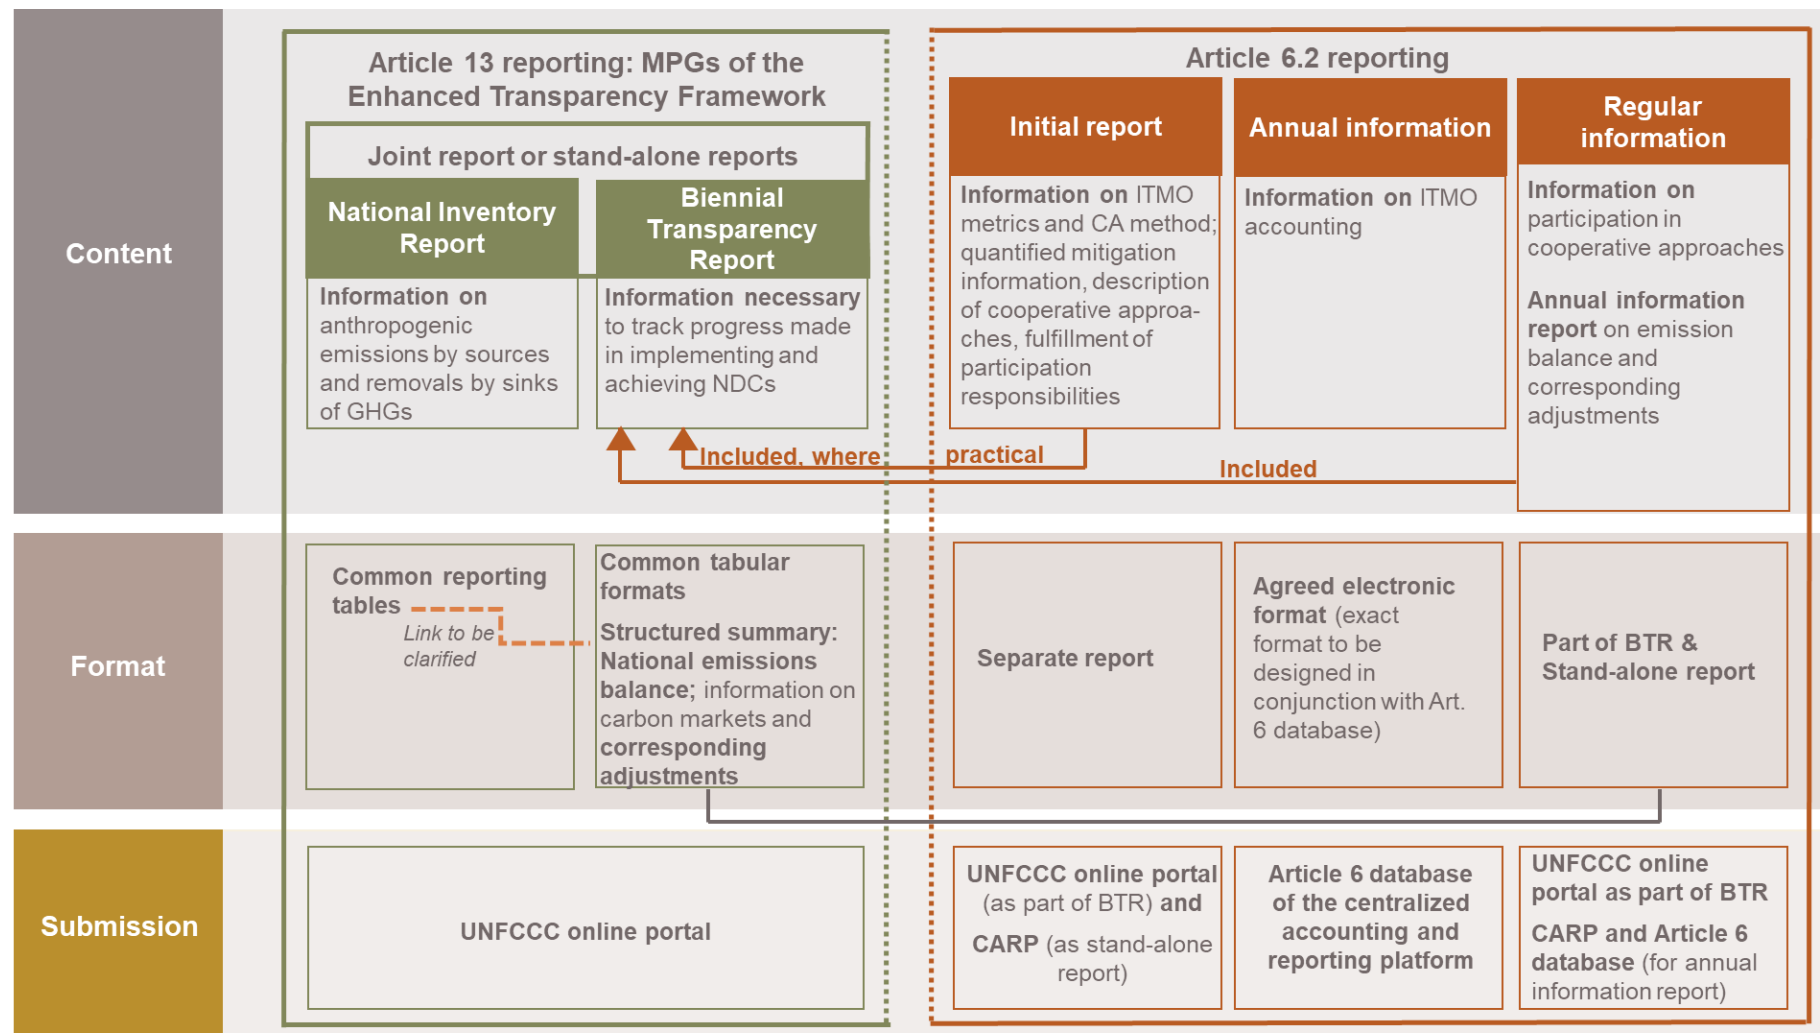 Content
Article 13 reporting: MPGs of the
Enhanced Transparency Framework
Joint report or stand-alone reports
National Inventory
Report
Information on
anthropogenic
emissions by sources
and removals by sinks
of GHGs
Biennial
Transparency
Report
Information necessary
to track progress made
in implementing and
achieving NDCs
Article 6.2 reporting
Initial report
Information on ITMO
metrics and CA method;
quantified mitigation
information, description
of cooperative approa-
ches, fulfillment of
participation
responsibilities
Annual information
Information on ITMO
accounting
Regular
information
Information on
participation in
cooperative approaches
Annual information
report on emission
balance and
corresponding
adjustments
Included, where practical
Included
Format
Common reporting
tables
Link to be
clarified
Common tabular
formats
Structured summary:
National emissions
balance; information on
carbon markets and
corresponding
adjustments
Separate report
Agreed electronic
format (exact
format to be
designed in
conjunction with Art.
6 database)
Part of BTR &
Stand-alone report
Submission
UNFCCC online portal
UNFCCC online portal
(as part of BTR) and
CARP (as stand-alone
report)
Article 6 database
of the centralized
accounting and
reporting platform
UNFCCC online
portal as part of BTR
CARP and Article 6
database (for annual
information report)